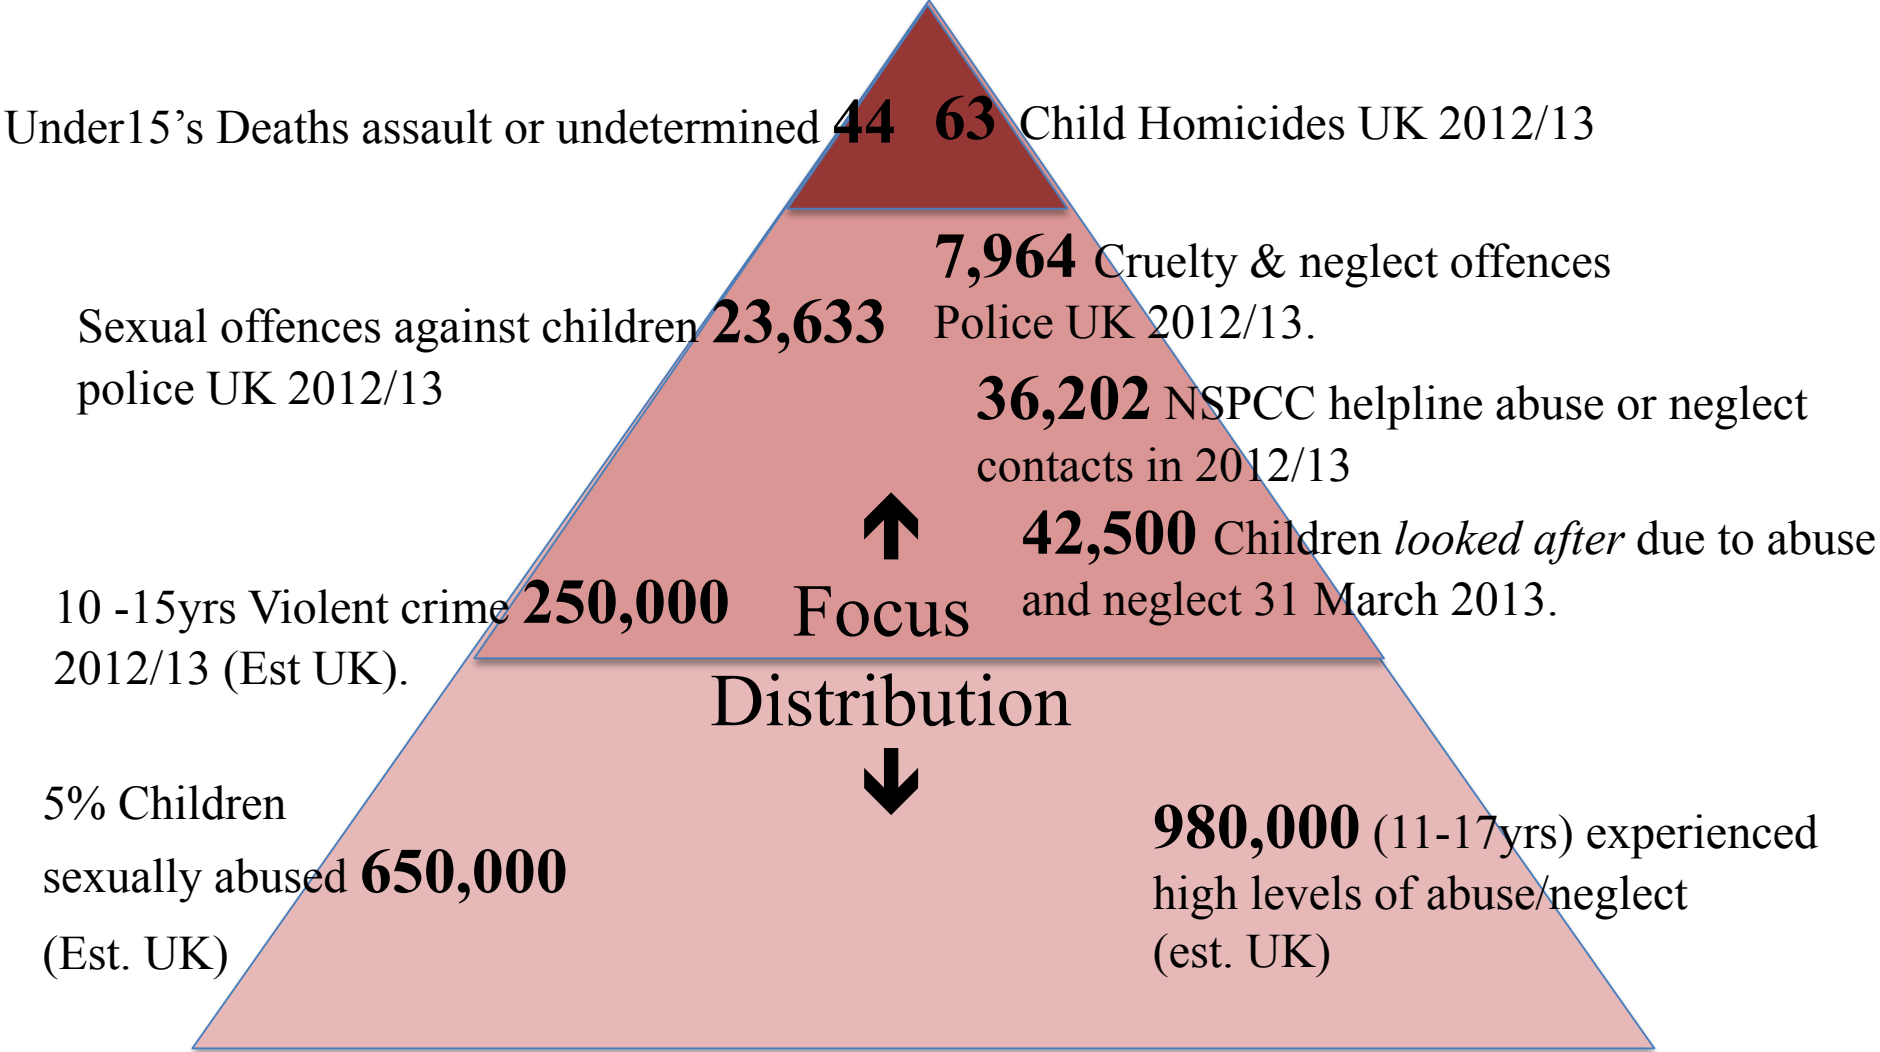 Under15’s Deaths assault or undetermined 44
63 Child Homicides UK 2012/13
7,964 Cruelty & neglect offences
Police UK 2012/13.
Sexual offences against children 23,633
police UK 2012/13
36,202 NSPCC helpline abuse or neglect
contacts in 2012/13
42,500 Children looked after due to abuse
and neglect 31 March 2013.
10 -15yrs Violent crime 250,000
2012/13 (Est UK).
Focus
Distribution
5% Children
sexually abused 650,000
(Est. UK)
980,000 (11-17yrs) experienced
high levels of abuse/neglect
(est. UK)